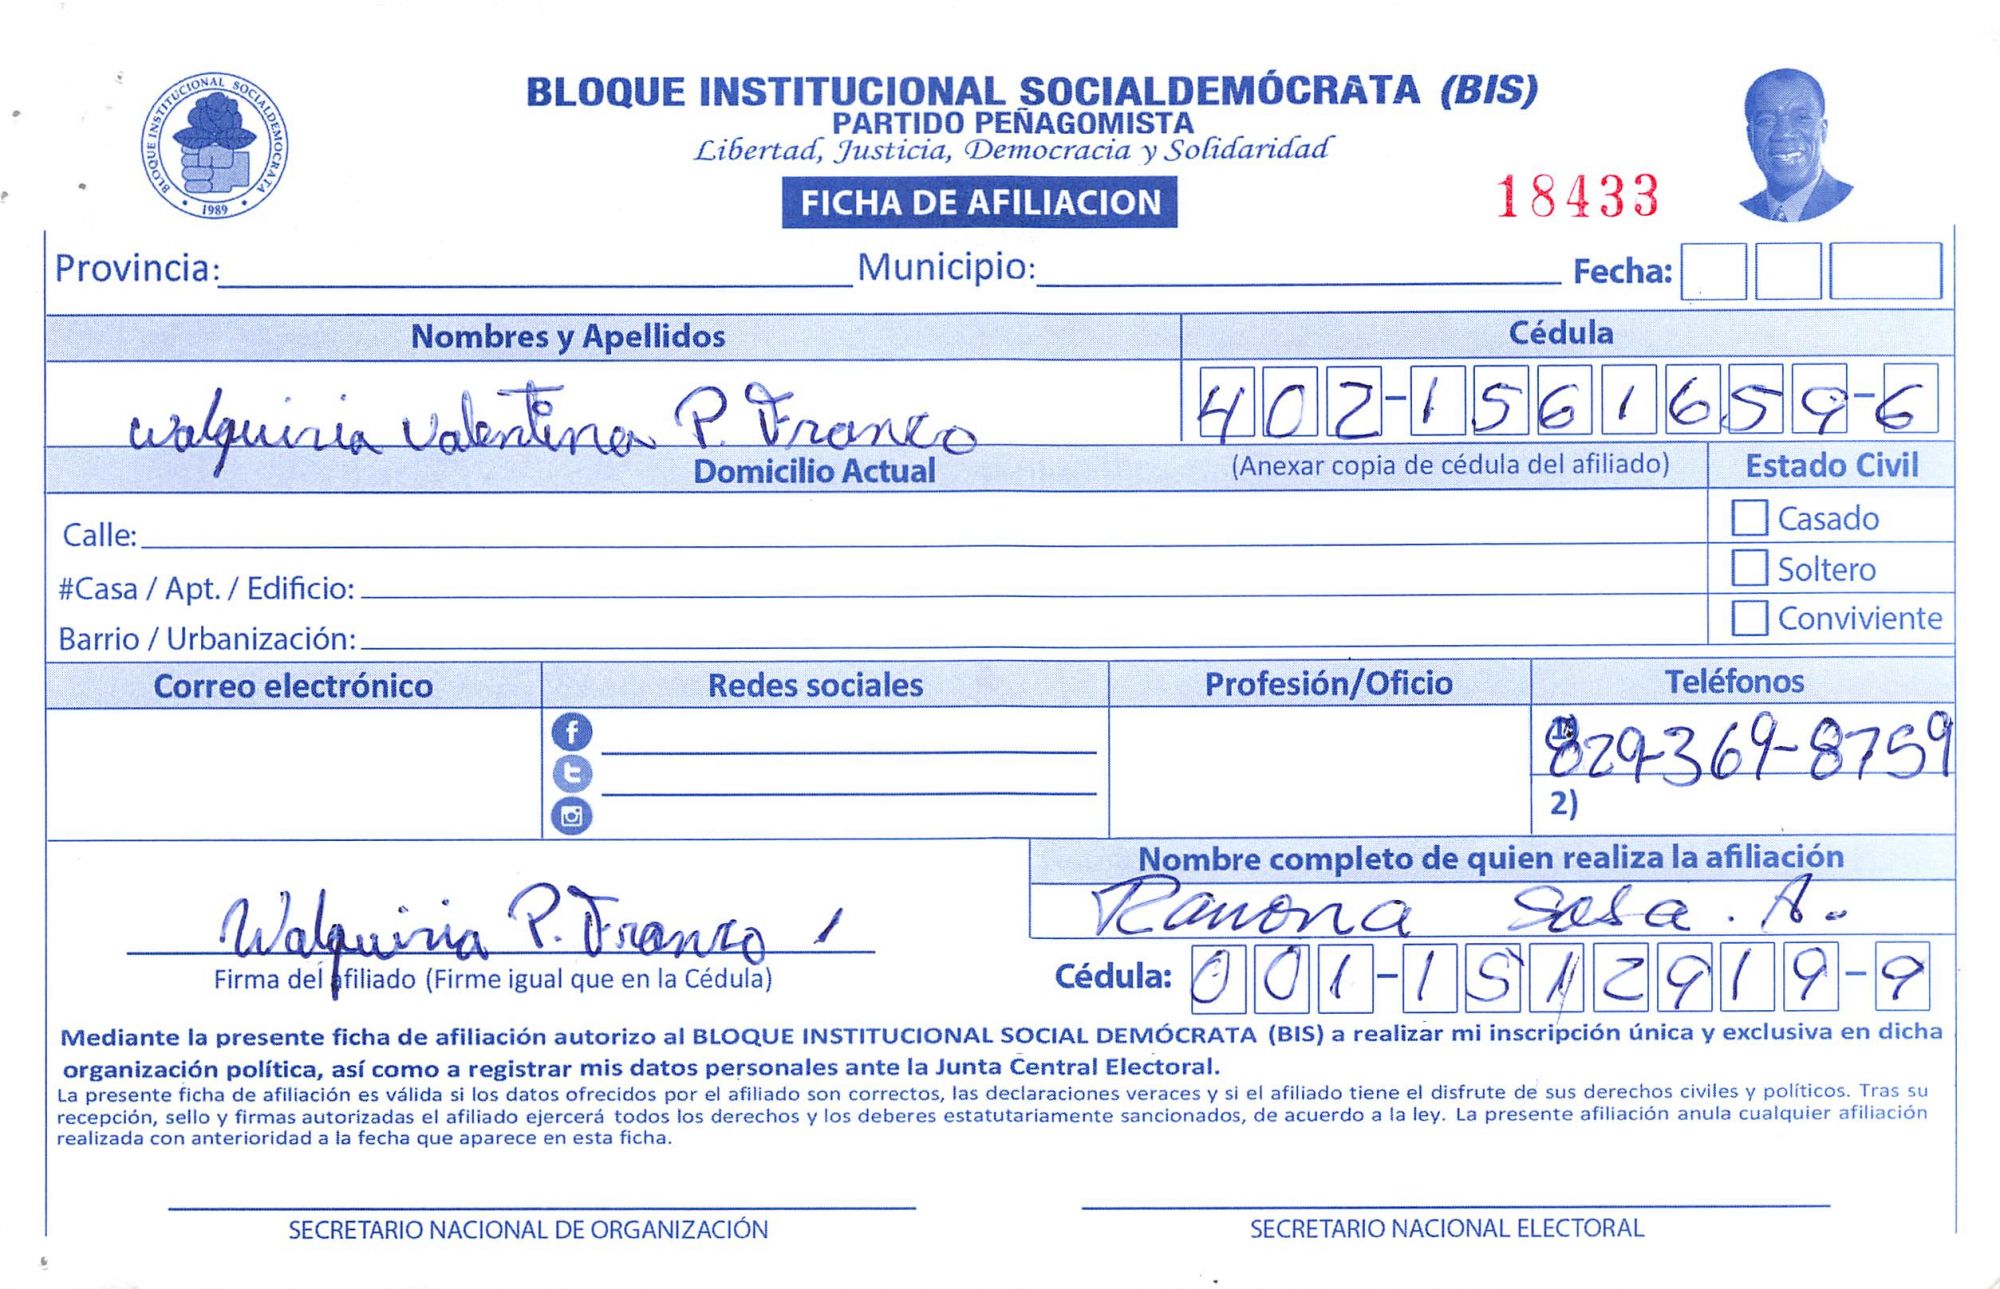 BLOQUE INSTITUCIONAL SOCIALDEMOCRATA
1989
BLOQUE INSTITUCIONAL SOCIALDEMÓCRATA (BIS)
PARTIDO PEÑAGOMISTA
Libertad, Justicia, Democracia y Solidaridad
FICHA DE AFILIACION
18433
Provincia: Municipio: Fecha:
Nombres y Apellidos Cédula
Walquiria Valentina P. Franco 402-1561659-6
Domicilio Actual (Anexar copia de cédula del afiliado) Estado Civil
Calle: Casado
#Casa / Apt. / Edificio: Soltero
Barrio / Urbanización: Conviviente
Correo electrónico Redes sociales Profesión/Oficio Teléfonos
1) 829-369-8759
2)
Nombre completo de quien realiza la afiliación
Walquiria P. Franco Ramona Sosa. A.
Firma del afiliado (Firme igual que en la Cédula) Cédula: 001-1512919-9
Mediante la presente ficha de afiliación autorizo al BLOQUE INSTITUCIONAL SOCIAL DEMÓCRATA (BIS) a realizar mi inscripción única y exclusiva en dicha
organización política, así como a registrar mis datos personales ante la Junta Central Electoral.
La presente ficha de afiliación es válida si los datos ofrecidos por el afiliado son correctos, las declaraciones veraces y si el afiliado tiene el disfrute de sus derechos civiles y políticos. Tras su
recepción, sello y firmas autorizadas el afiliado ejercerá todos los derechos y los deberes estatutariamente sancionados, de acuerdo a la ley. La presente afiliación anula cualquier afiliación
realizada con anterioridad a la fecha que aparece en esta ficha.
SECRETARIO NACIONAL DE ORGANIZACIÓN SECRETARIO NACIONAL ELECTORAL